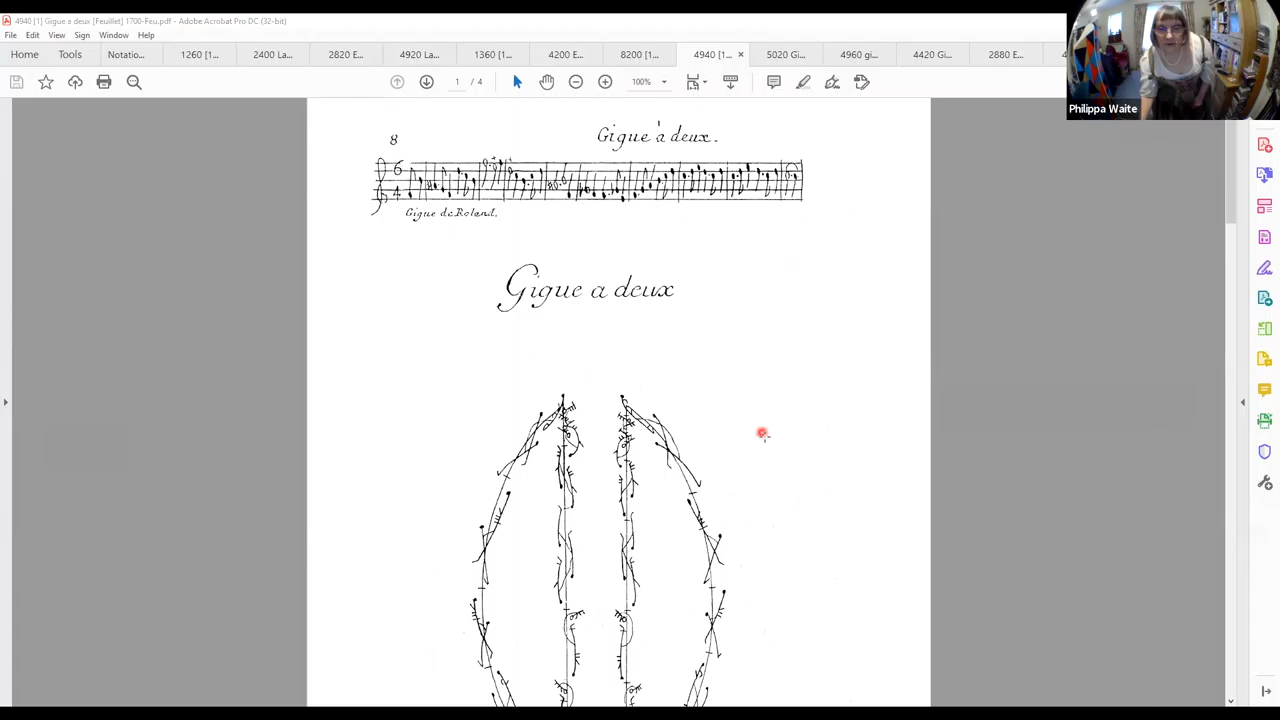 4940 [1] Gigue a deux [Feuillet] 1700-Feu.pdf - Adobe Acrobat Pro DC (32-bit)
File Edit View Sign Window Help
Home Tools Notatio... 1260 [1... 2400 La... 2820 E... 4920 La... 1360 [1... 4200 E... 8200 [1... 4940 [1... × 5020 Gi... 4960 gi... 4420 Gi... 2880 E... 4
1 / 4 100%
Philippa Waite
8 Gigue à deux.
6
4
Gigue de Roland.
Gigue a deux